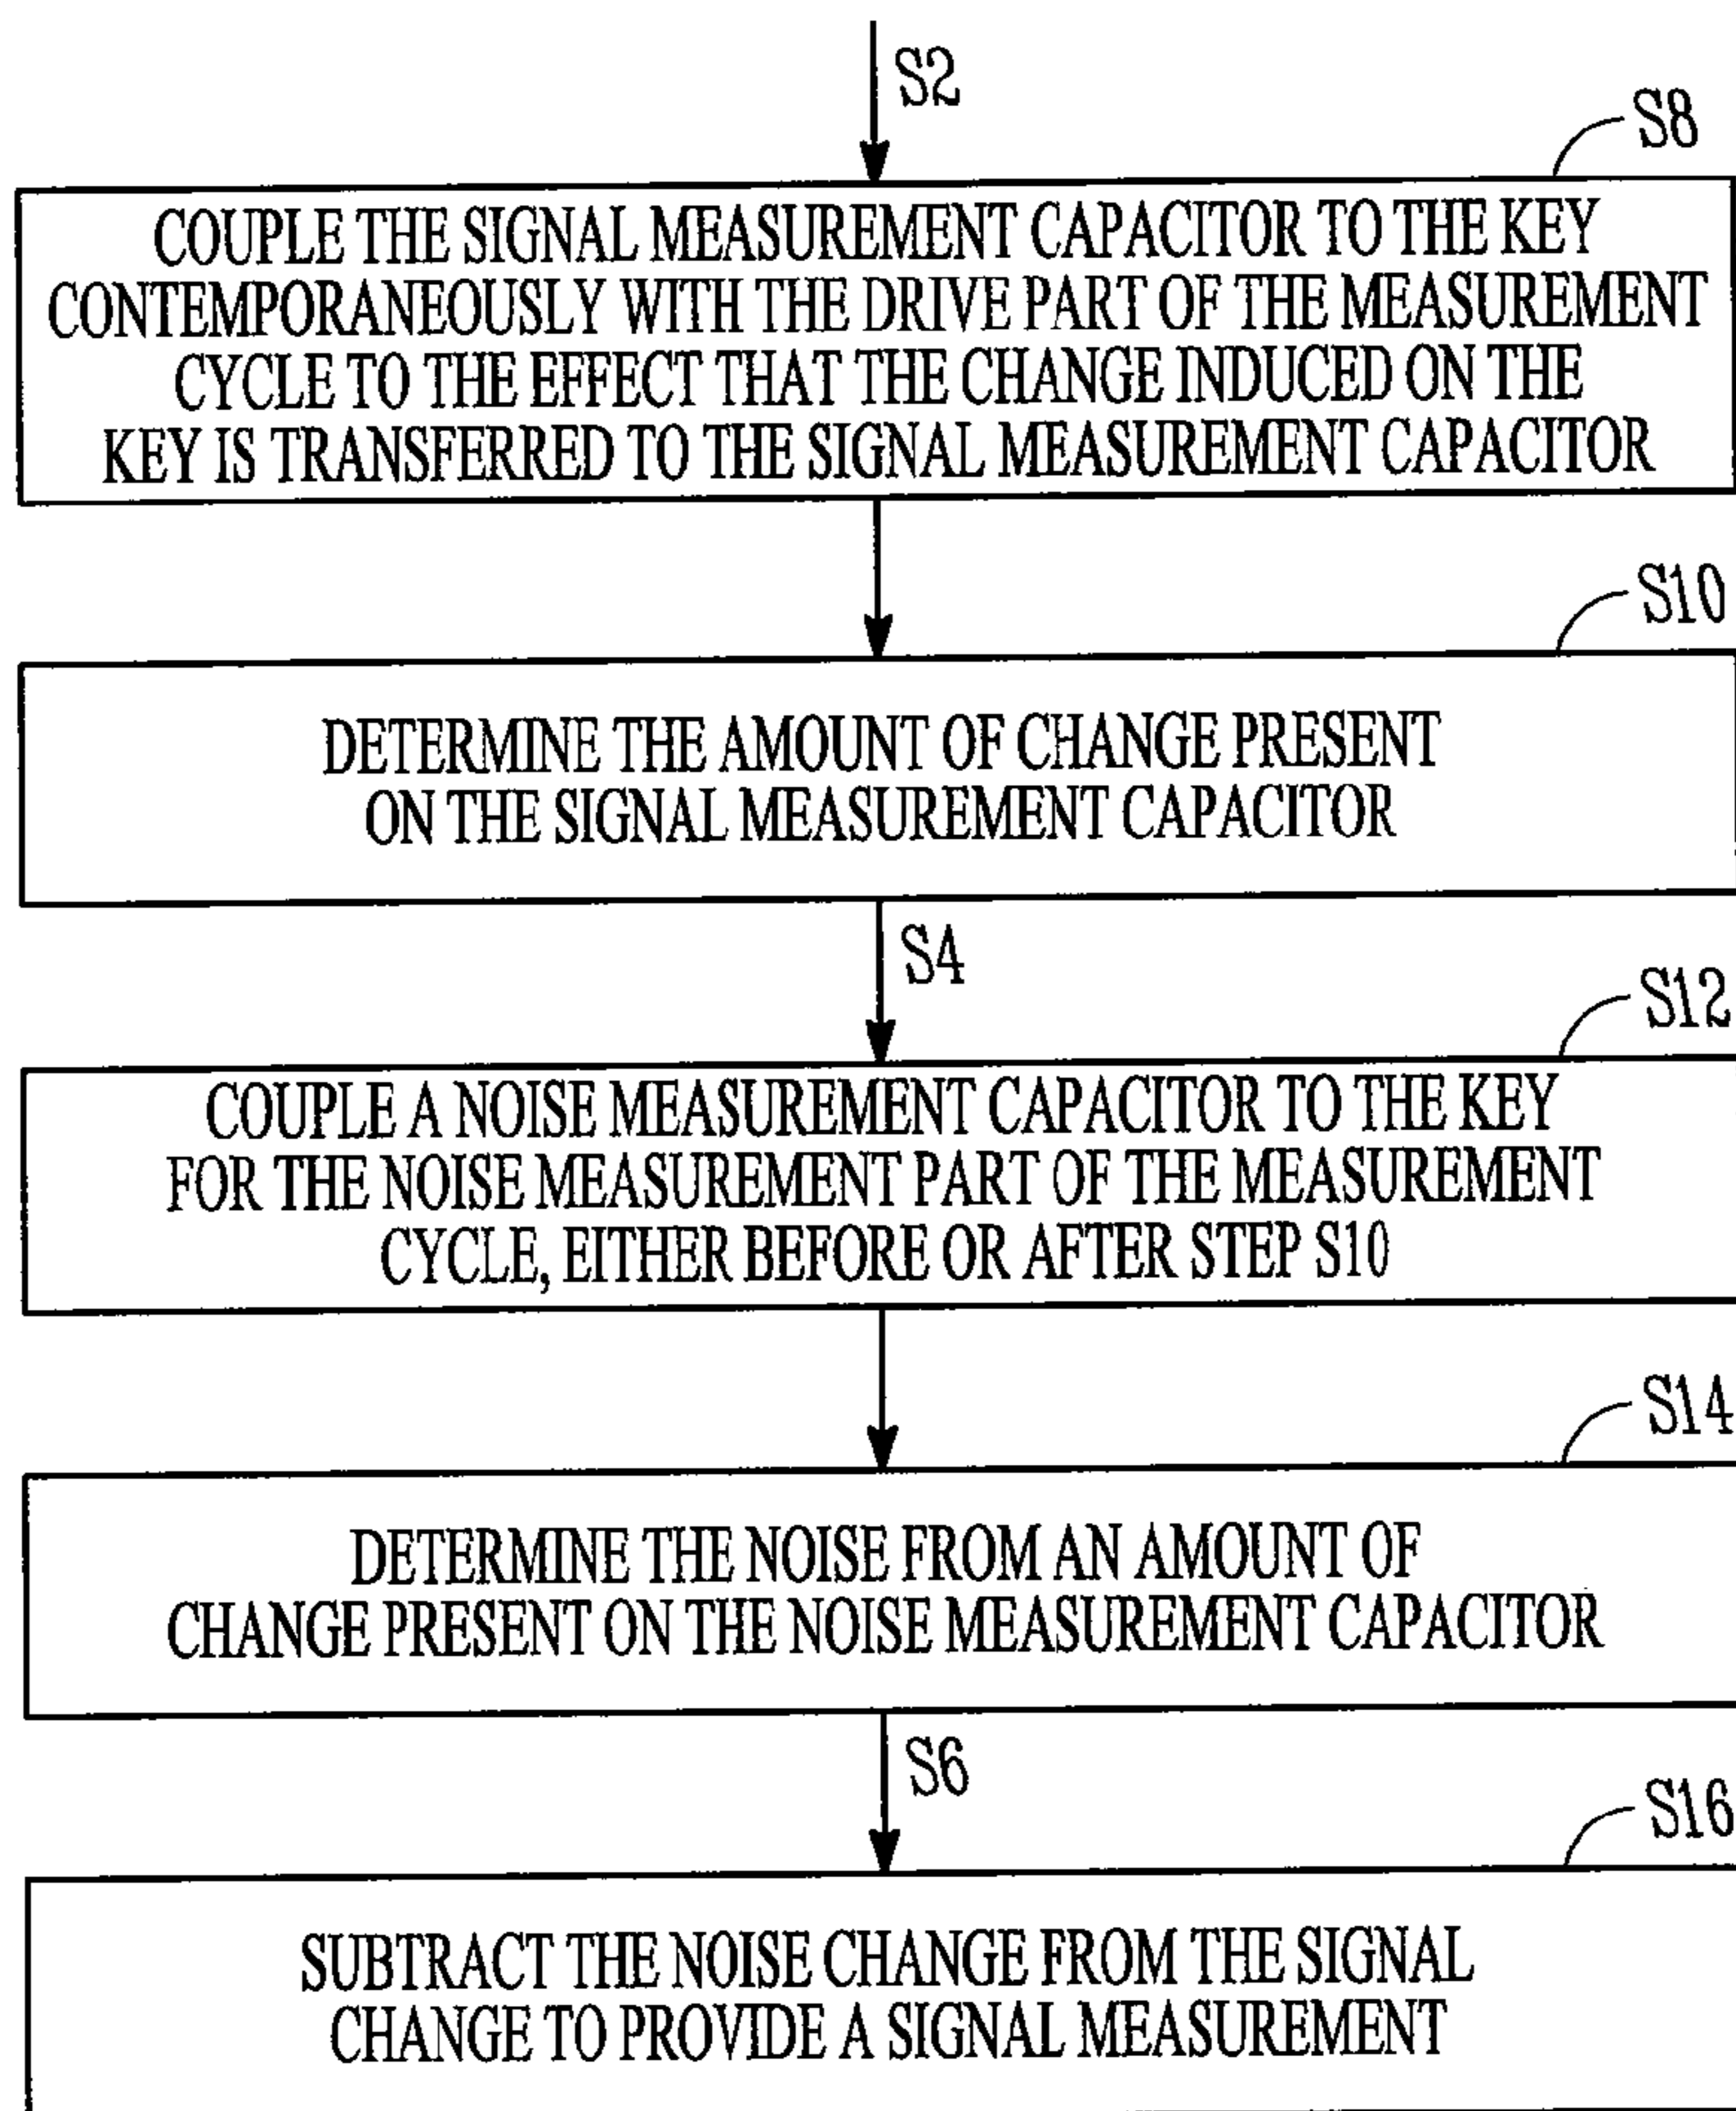 S2
S8
COUPLE THE SIGNAL MEASUREMENT CAPACITOR TO THE KEY
CONTEMPORANEOUSLY WITH THE DRIVE PART OF THE MEASUREMENT
CYCLE TO THE EFFECT THAT THE CHANGE INDUCED ON THE
KEY IS TRANSFERRED TO THE SIGNAL MEASUREMENT CAPACITOR
S10
DETERMINE THE AMOUNT OF CHANGE PRESENT
ON THE SIGNAL MEASUREMENT CAPACITOR
S4
S12
COUPLE A NOISE MEASUREMENT CAPACITOR TO THE KEY
FOR THE NOISE MEASUREMENT PART OF THE MEASUREMENT
CYCLE, EITHER BEFORE OR AFTER STEP S10
S14
DETERMINE THE NOISE FROM AN AMOUNT OF
CHANGE PRESENT ON THE NOISE MEASUREMENT CAPACITOR
S6
S16
SUBTRACT THE NOISE CHANGE FROM THE SIGNAL
CHANGE TO PROVIDE A SIGNAL MEASUREMENT